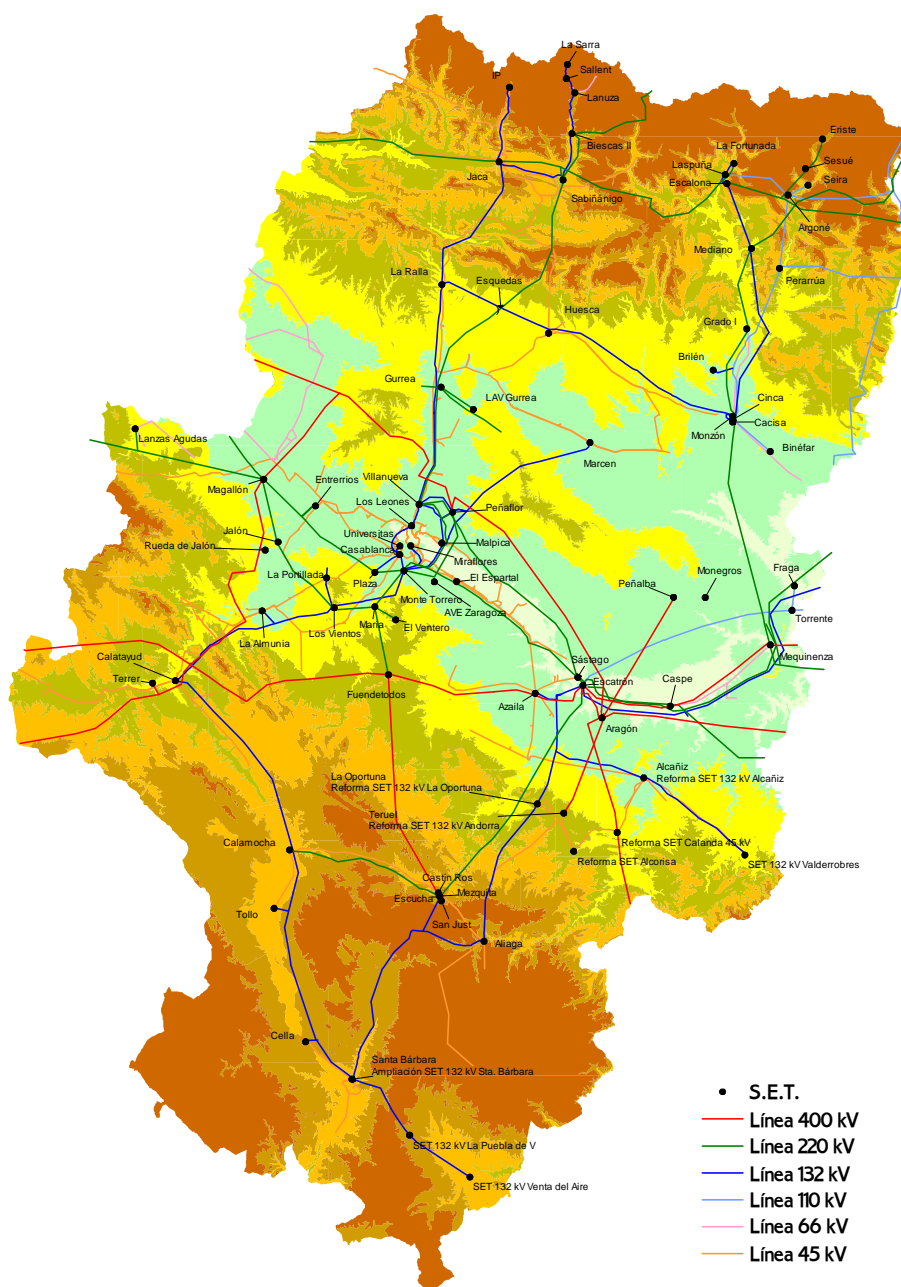 La Sarra
IP
Sallent
Lanuza
Eriste
Biescas II
La Fortunada
Jaca
Laspuña
Sesué
Escalona
Seira
Sabiñánigo
Argoné
Mediano
La Ralla
Esquedas
Perarrúa
Huesca
Grado I
Brilén
Gurrea
LAV Gurrea
Cinca
Cacisa
Monzón
Lanzas Agudas
Marcen
Binéfar
Villanueva
Entrerrios
Magallón
Los Leones
Peñaflor
Jalón
Universjtas
Malpica
Rueda de Jalón
Casablanca
Miraflores
La Portillada
Plaza
El Espartal
Peñalba
Monegros
Fraga
Monte Torrero
AVE Zaragoza
Maria
El Ventero
Los Vientos
La Almunia
Torrente
Calatayud
Terrer
Sástago
Mequinenza
Escatrón
Caspe
Fuendetodos
Azaila
Aragón
Alcañiz
La Oportuna
Reforma SET 132 kV Alcañiz
Reforma SET 132 kV La Oportuna
Teruel
Reforma SET 132 kV Andorra
Reforma SET Calanda 45 kV
Calamocha
Reforma SET Alcorisa
SET 132 kV Valderrobres
Castin Ros
Mezquita
Escucha
Tollo
San Just
Aliaga
Cella
Santa Bárbara
Ampliación SET 132 kV Sta. Bárbara
SET 132 kV La Puebla de V
SET 132 kV Venta del Aire
S.E.T.
Línea 400 kV
Línea 220 kV
Línea 132 kV
Línea 110 kV
Línea 66 kV
Línea 45 kV